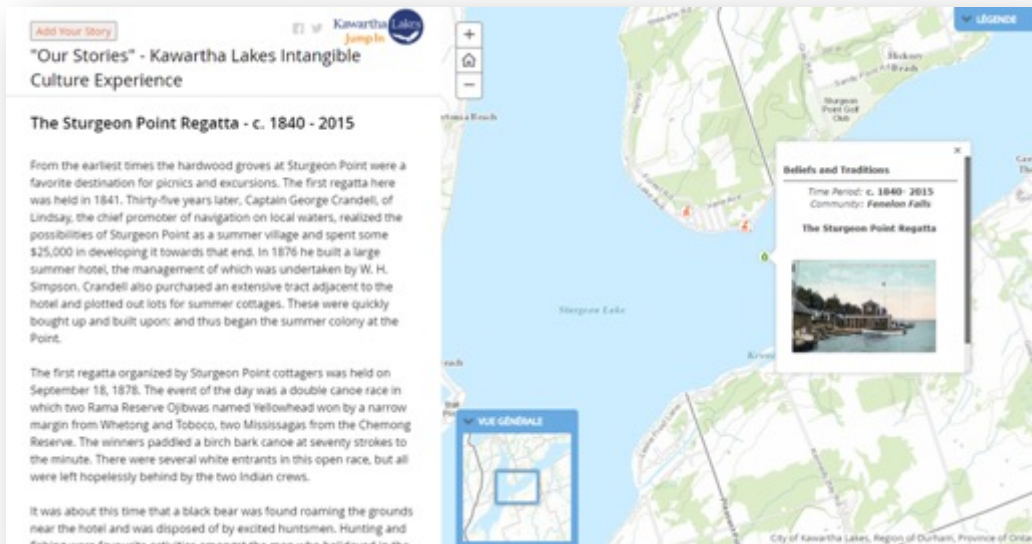 Add Your Story
Kawartha Lakes
Jump In
"Our Stories" - Kawartha Lakes Intangible
Culture Experience
The Sturgeon Point Regatta - c. 1840 - 2015
From the earliest times the hardwood groves at Sturgeon Point were a
favorite destination for picnics and excursions. The first regatta here
was held in 1841. Thirty-five years later, Captain George Crandell, of
Lindsay, the chief promoter of navigation on local waters, realized the
possibilities of Sturgeon Point as a summer village and spent some
$25,000 in developing it towards that end. In 1876 he built a large
summer hotel, the management of which was undertaken by W. H.
Simpson. Crandell also purchased an extensive tract adjacent to the
hotel and plotted out lots for summer cottages. These were quickly
bought up and built upon: and thus began the summer colony at the
Point.
The first regatta organized by Sturgeon Point cottagers was held on
September 18, 1878. The event of the day was a double canoe race in
which two Rama Reserve Ojibwas named Yellowhead won by a narrow
margin from Whetong and Toboco, two Mississagas from the Chemong
Reserve. The winners paddled a birch bark canoe at seventy strokes to
the minute. There were several white entrants in this open race, but all
were left hopelessly behind by the two Indian crews.
It was about this time that a black bear was found roaming the grounds
near the hotel and was disposed of by excited huntsmen. Hunting and
LÉGENDE
Hickory
Beach
Sandy Point Rd
Sturgeon
Point Golf
Club
Beach
Lake Ave
Sturgeon Lake
Beliefs and Traditions
Time Period: c. 1840- 2015
Community: Fenelon Falls
The Sturgeon Point Regatta
VUE GÉNÉRALE
City of Kawartha Lakes, Region of Durham, Province of Onta